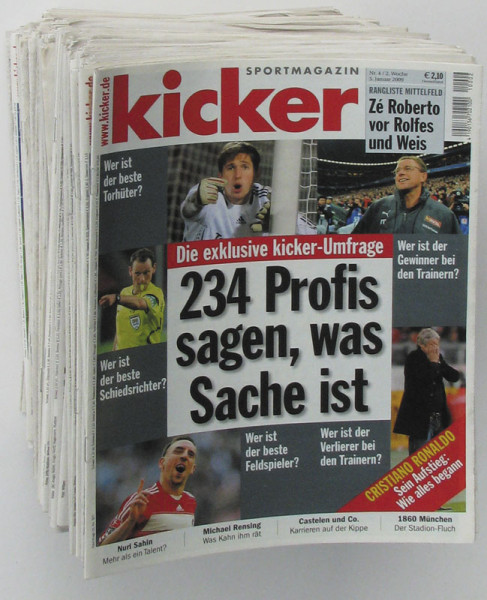 www.kicker.de
SPORTMAGAZIN
kicker
€ 2,10
RANGLISTE MITTELFELD
Zé Roberto
vor Rolfes
und Weis
Wer ist
der beste
Torhüter?
Die exklusive kicker-Umfrage
Wer ist der
Gewinner bei
den Trainern?
234 Profis
sagen, was
Sache ist
Wer ist
der beste
Schiedsrichter?
Wer ist
der beste
Feldspieler?
Wer ist der
Verlierer bei
den Trainern?
CRISTIANO RONALDO
Sein Aufstieg:
Wie alles begann
Nuri Sahin
Mehr als ein Talent?
Michael Rensing
Was Kahn ihm rät
Castelen und Co.
Karrieren auf der Kippe
1860 München
Der Stadion-Fluch